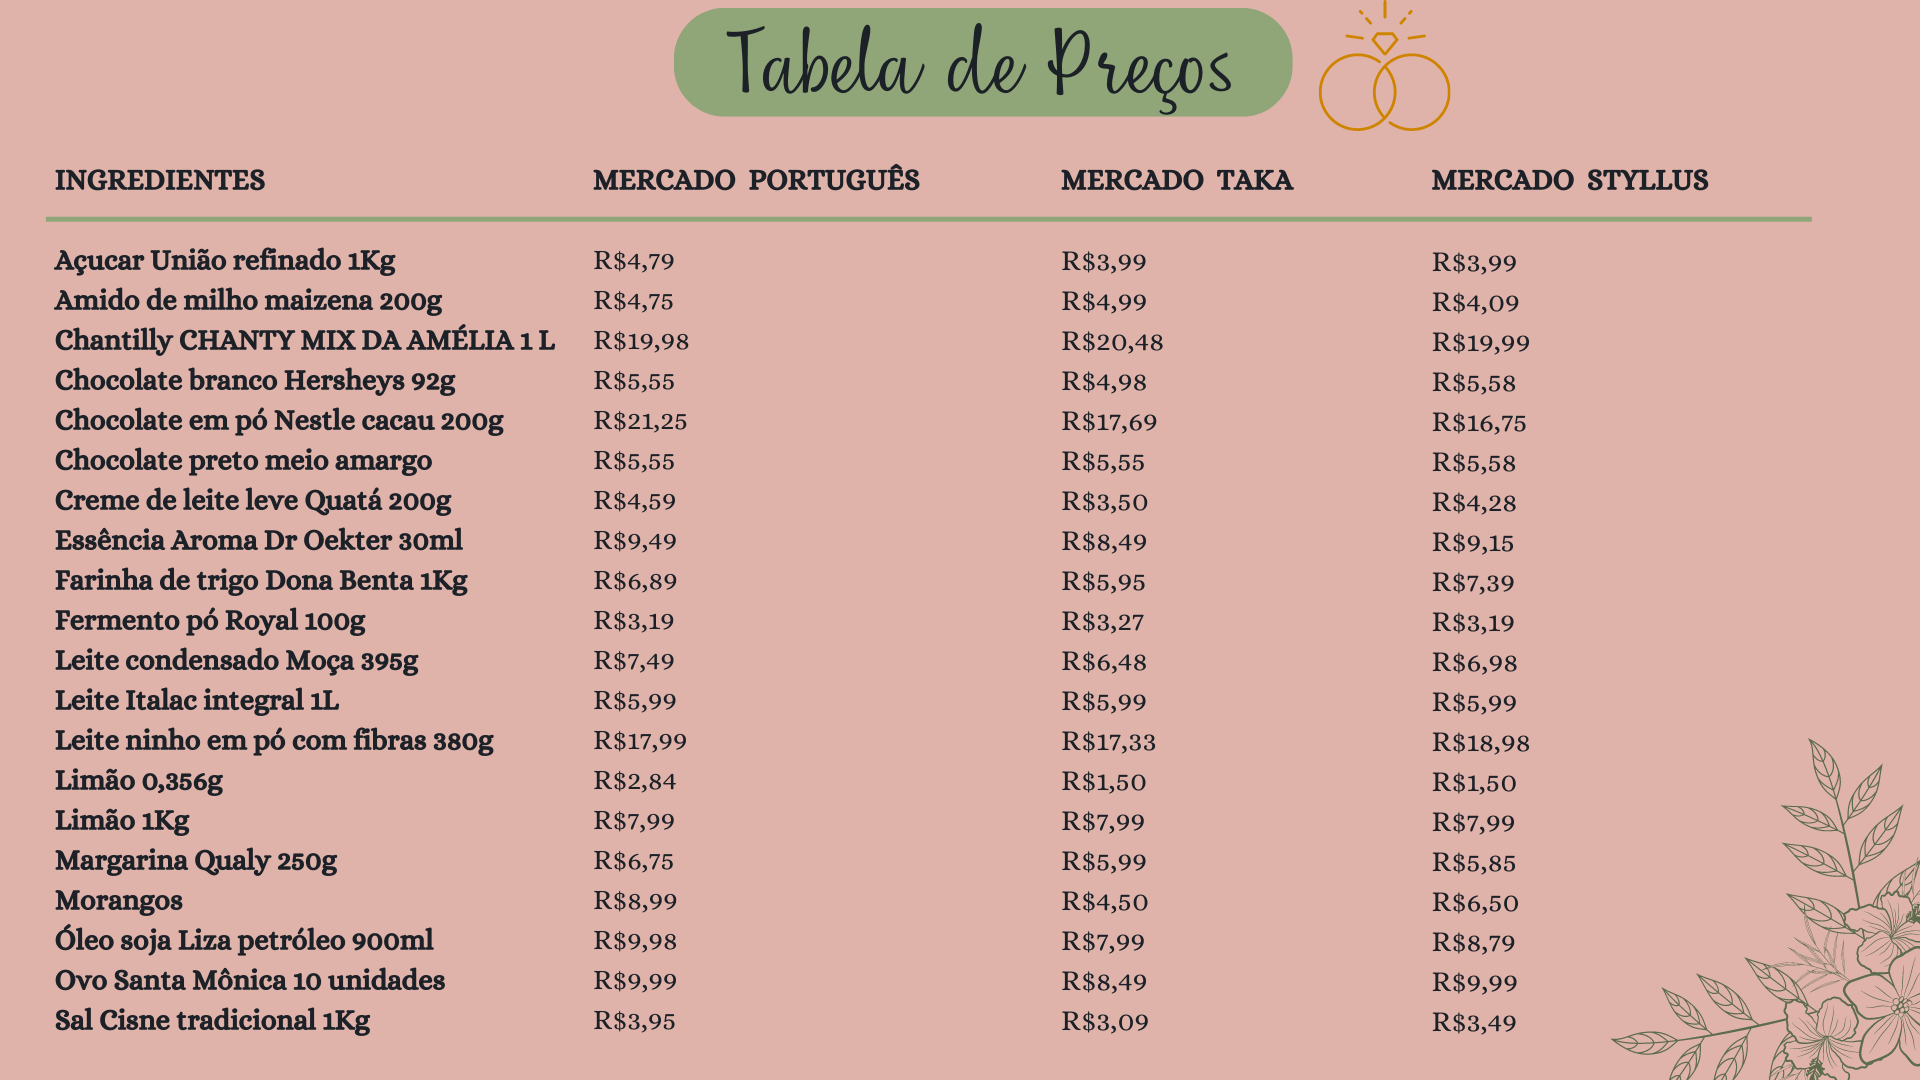 Tabela de Preços
INGREDIENTES MERCADO PORTUGUÊS MERCADO TAKA MERCADO STYLLUS
Açucar União refinado 1Kg R$4,79 R$3,99 R$3,99
Amido de milho maizena 200g R$4,75 R$4,99 R$4,09
Chantilly CHANTY MIX DA AMÉLIA 1 L R$19,98 R$20,48 R$19,99
Chocolate branco Hersheys 92g R$5,55 R$4,98 R$5,58
Chocolate em pó Nestle cacau 200g R$21,25 R$17,69 R$16,75
Chocolate preto meio amargo R$5,55 R$5,55 R$5,58
Creme de leite leve Quatá 200g R$4,59 R$3,50 R$4,28
Essência Aroma Dr Oekter 30ml R$9,49 R$8,49 R$9,15
Farinha de trigo Dona Benta 1Kg R$6,89 R$5,95 R$7,39
Fermento pó Royal 100g R$3,19 R$3,27 R$3,19
Leite condensado Moça 395g R$7,49 R$6,48 R$6,98
Leite Italac integral 1L R$5,99 R$5,99 R$5,99
Leite ninho em pó com fibras 380g R$17,99 R$17,33 R$18,98
Limão 0,356g R$2,84 R$1,50 R$1,50
Limão 1Kg R$7,99 R$7,99 R$7,99
Margarina Qualy 250g R$6,75 R$5,99 R$5,85
Morangos R$8,99 R$4,50 R$6,50
Óleo soja Liza petróleo 900ml R$9,98 R$7,99 R$8,79
Ovo Santa Mônica 10 unidades R$9,99 R$8,49 R$9,99
Sal Cisne tradicional 1Kg R$3,95 R$3,09 R$3,49